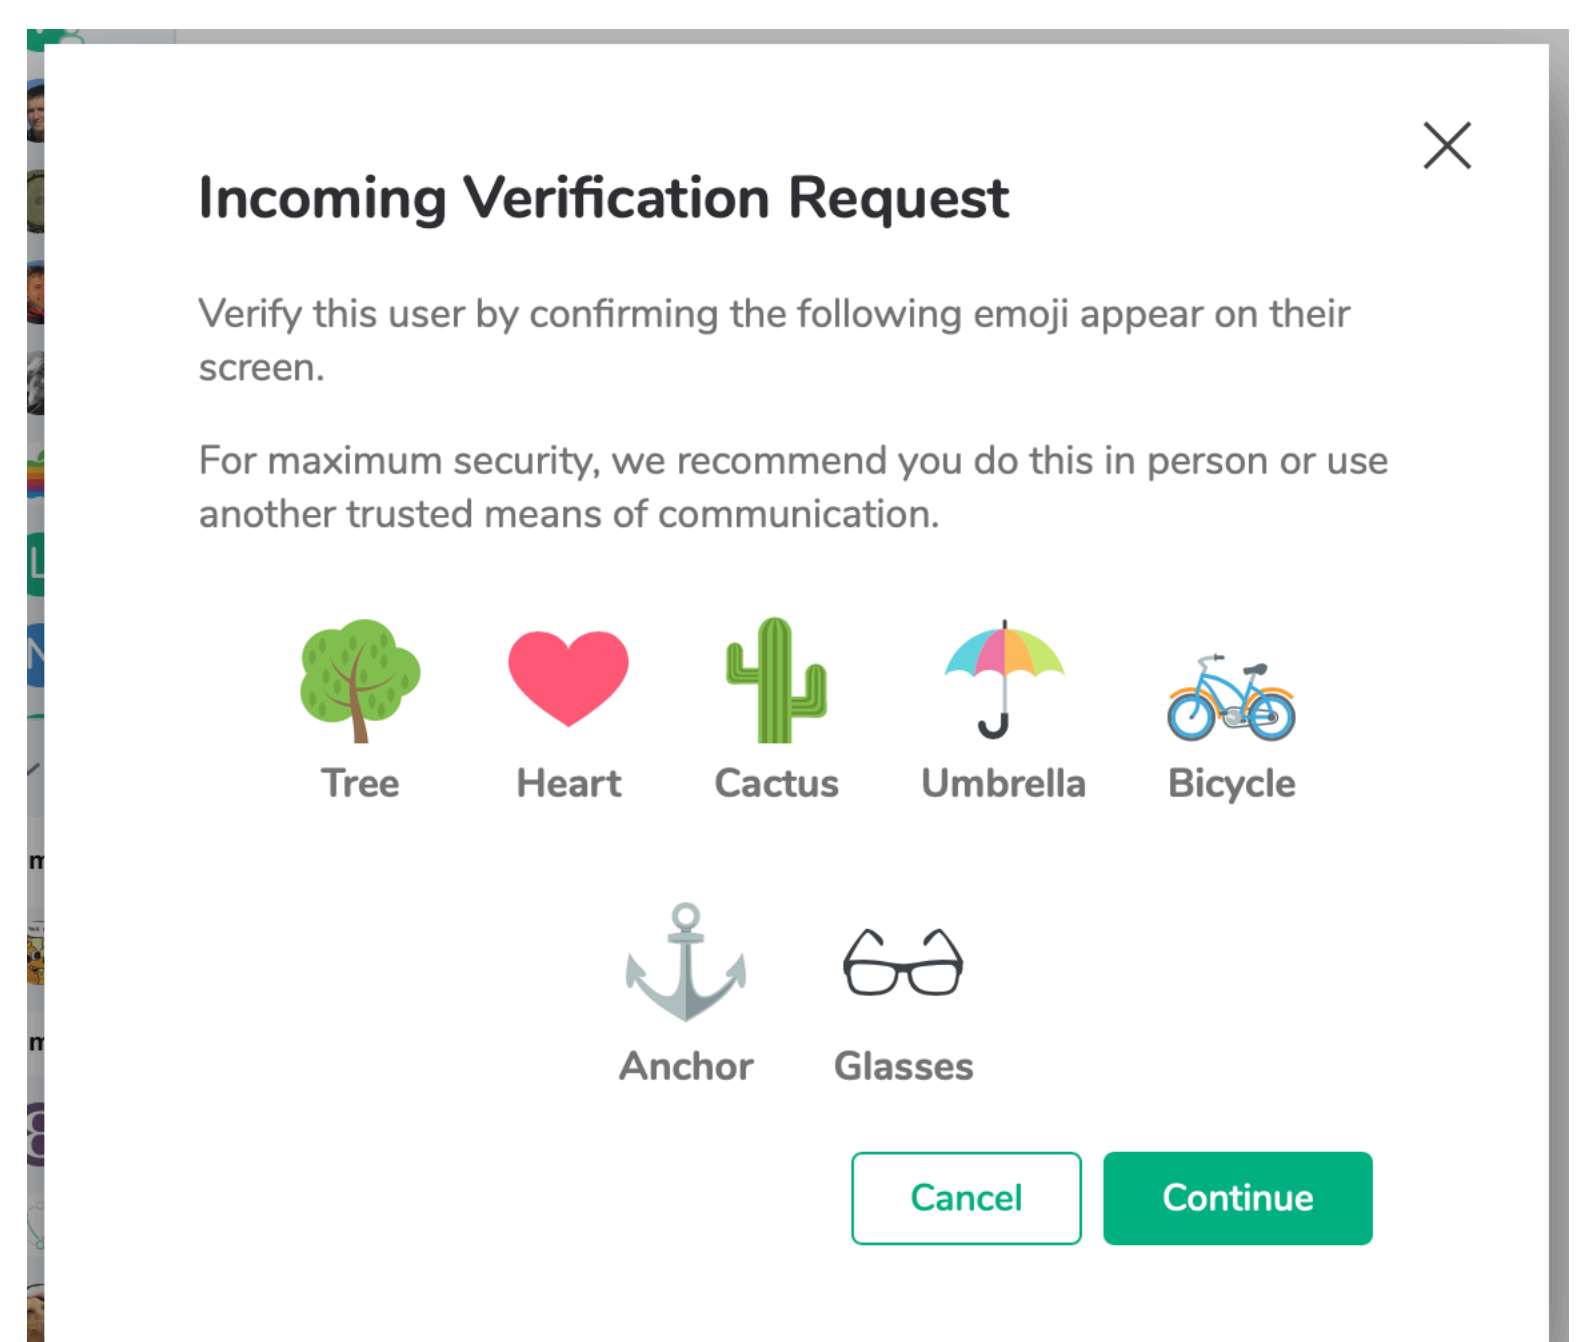 Incoming Verification Request
Verify this user by confirming the following emoji appear on their
screen.
For maximum security, we recommend you do this in person or use
another trusted means of communication.
Tree Heart Cactus Umbrella Bicycle
Anchor Glasses
Cancel Continue
L
N
m
m